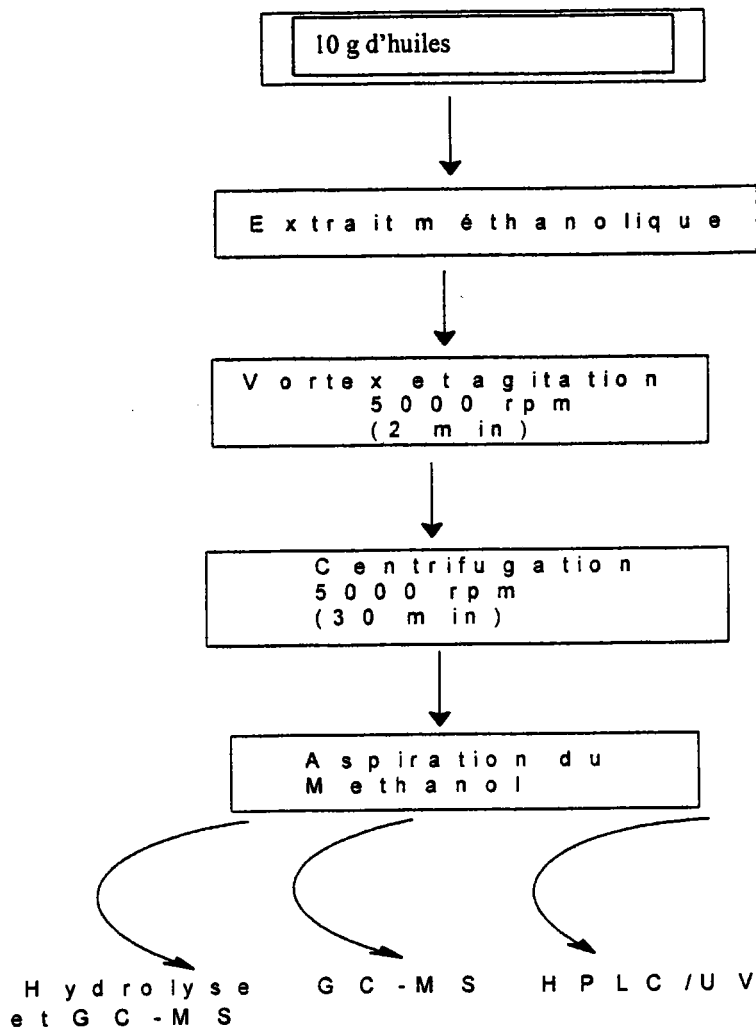 10 g d'huiles
Extrait méthanolique
Vortex et agitation
5000 rpm
(2 min)
Centrifugation
5000 rpm
(30 min)
Aspiration du
Methanol
Hydrolyse
et GC-MS
GC-MS
HPLC/UV